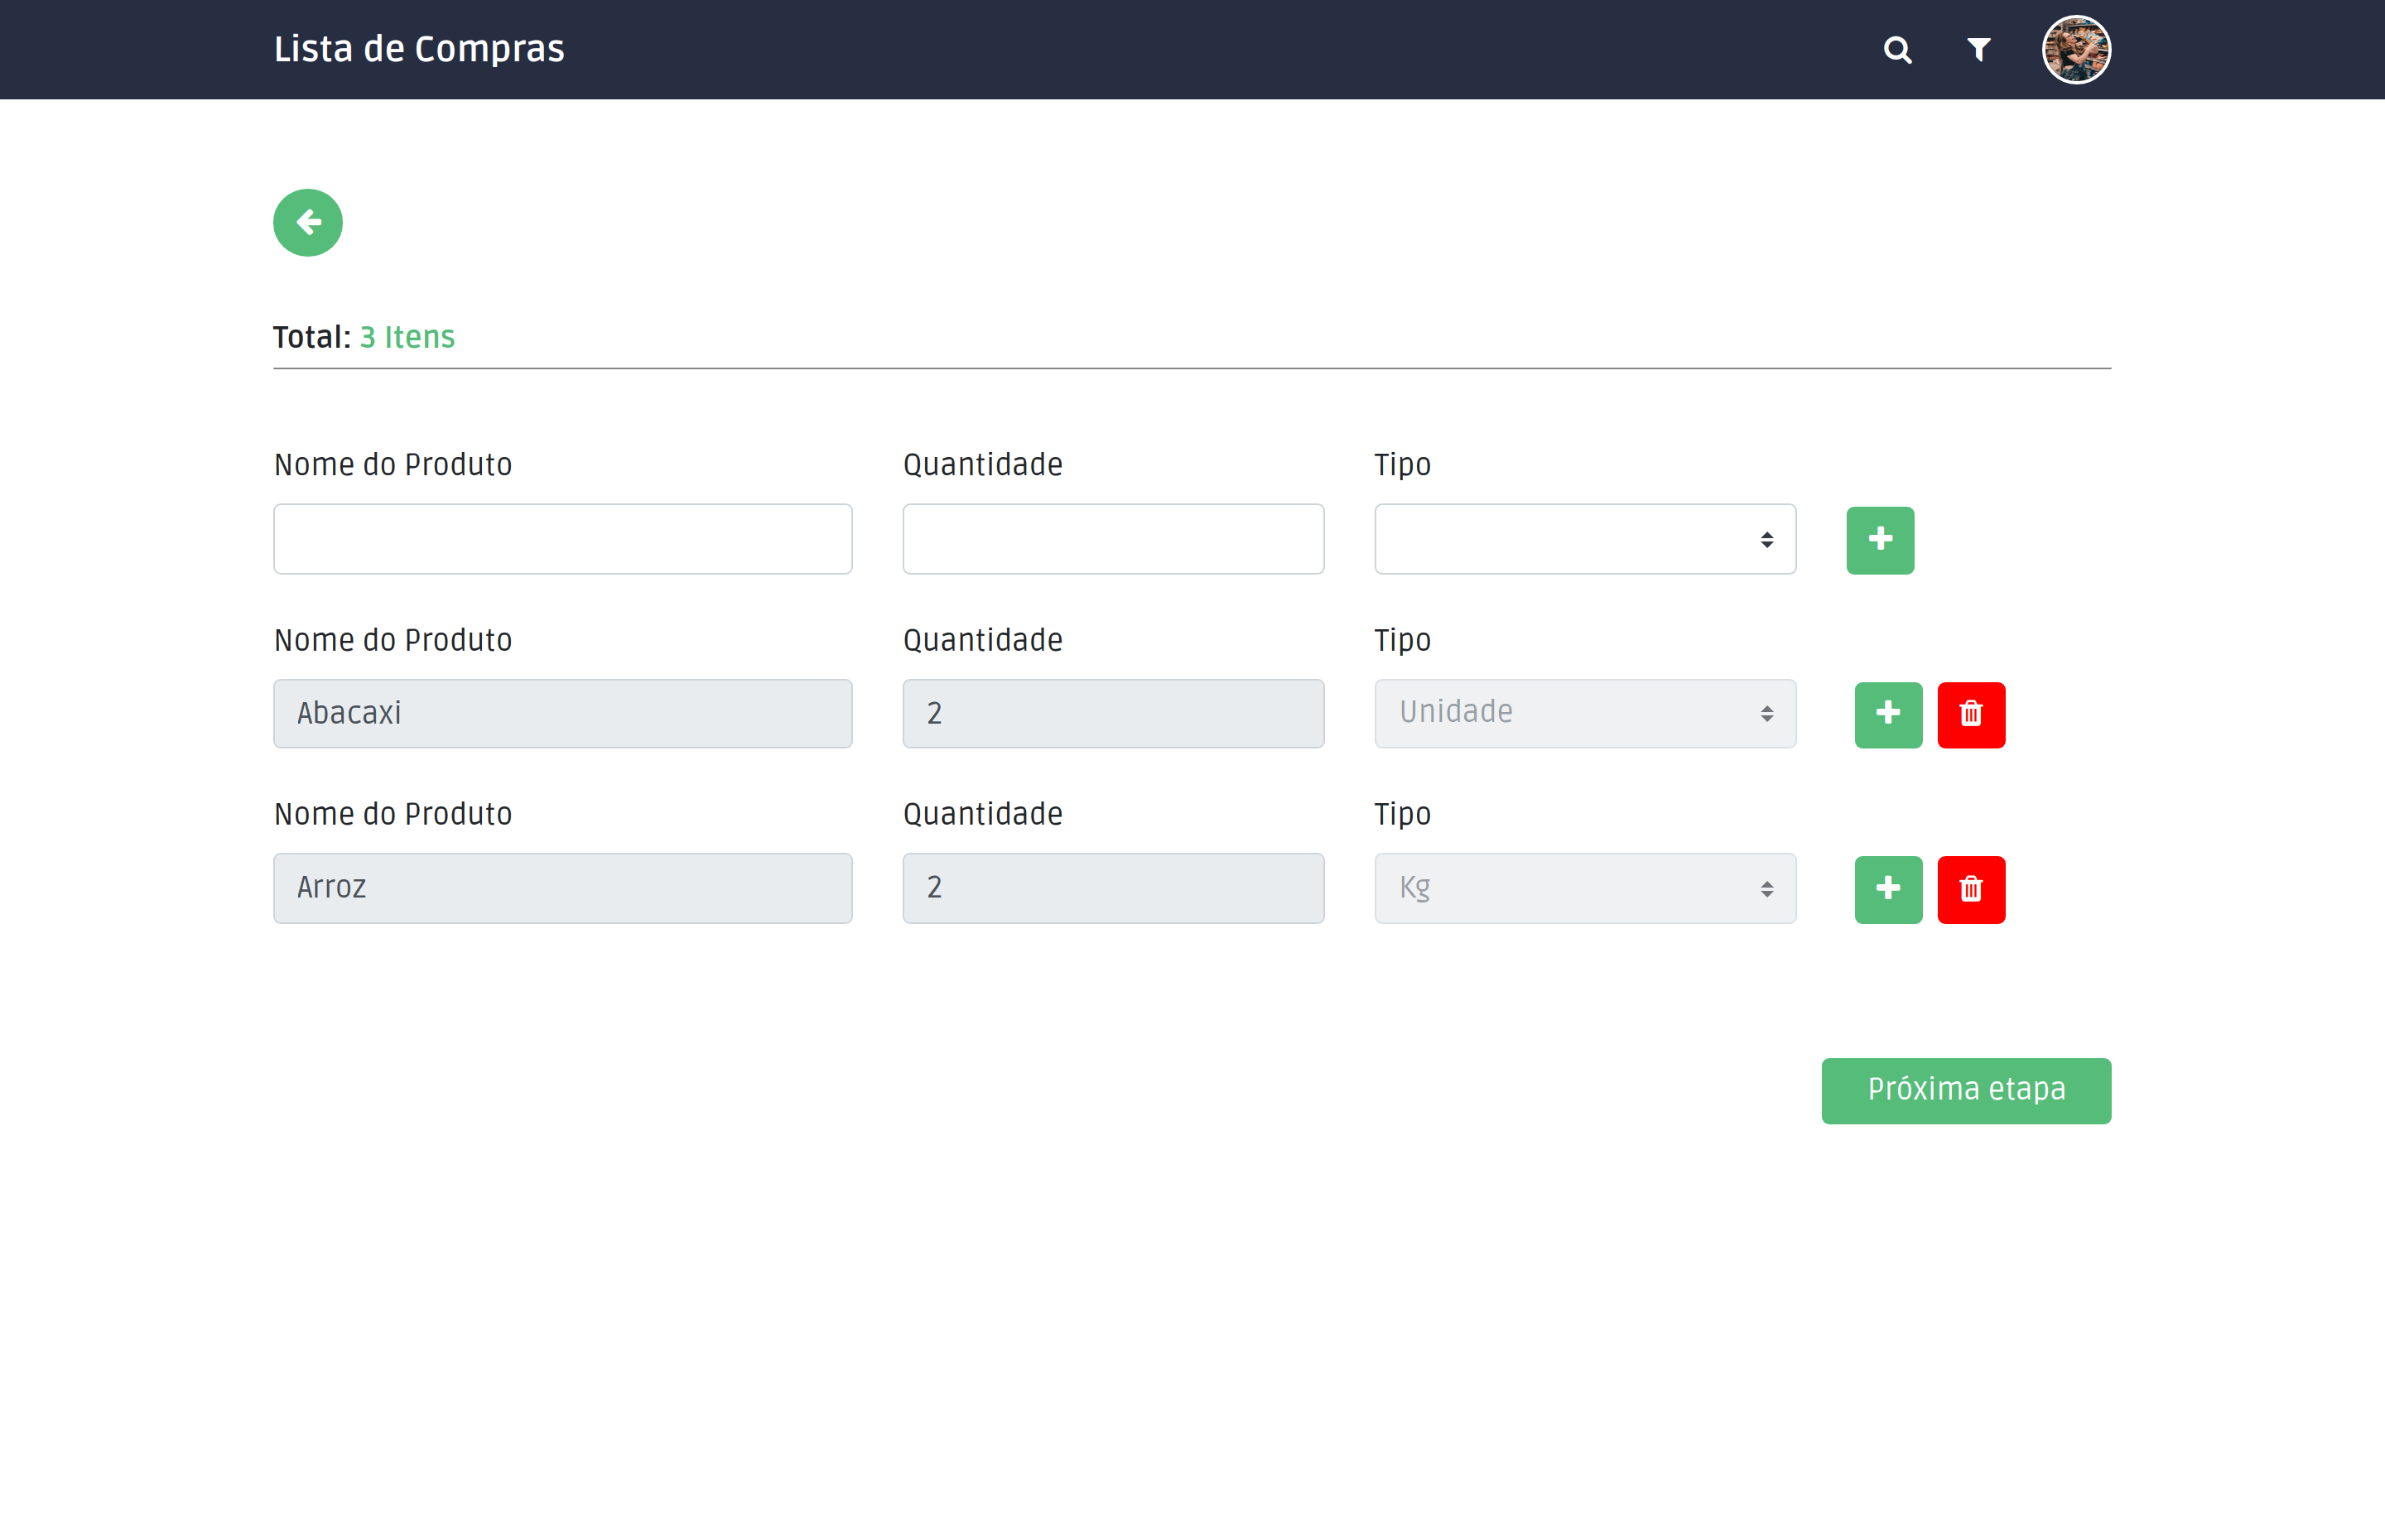 Lista de Compras
Total: 3 Itens
Nome do Produto Quantidade Tipo
Nome do Produto Quantidade Tipo
Abacaxi 2 Unidade
Nome do Produto Quantidade Tipo
Arroz 2 Kg
Próxima etapa